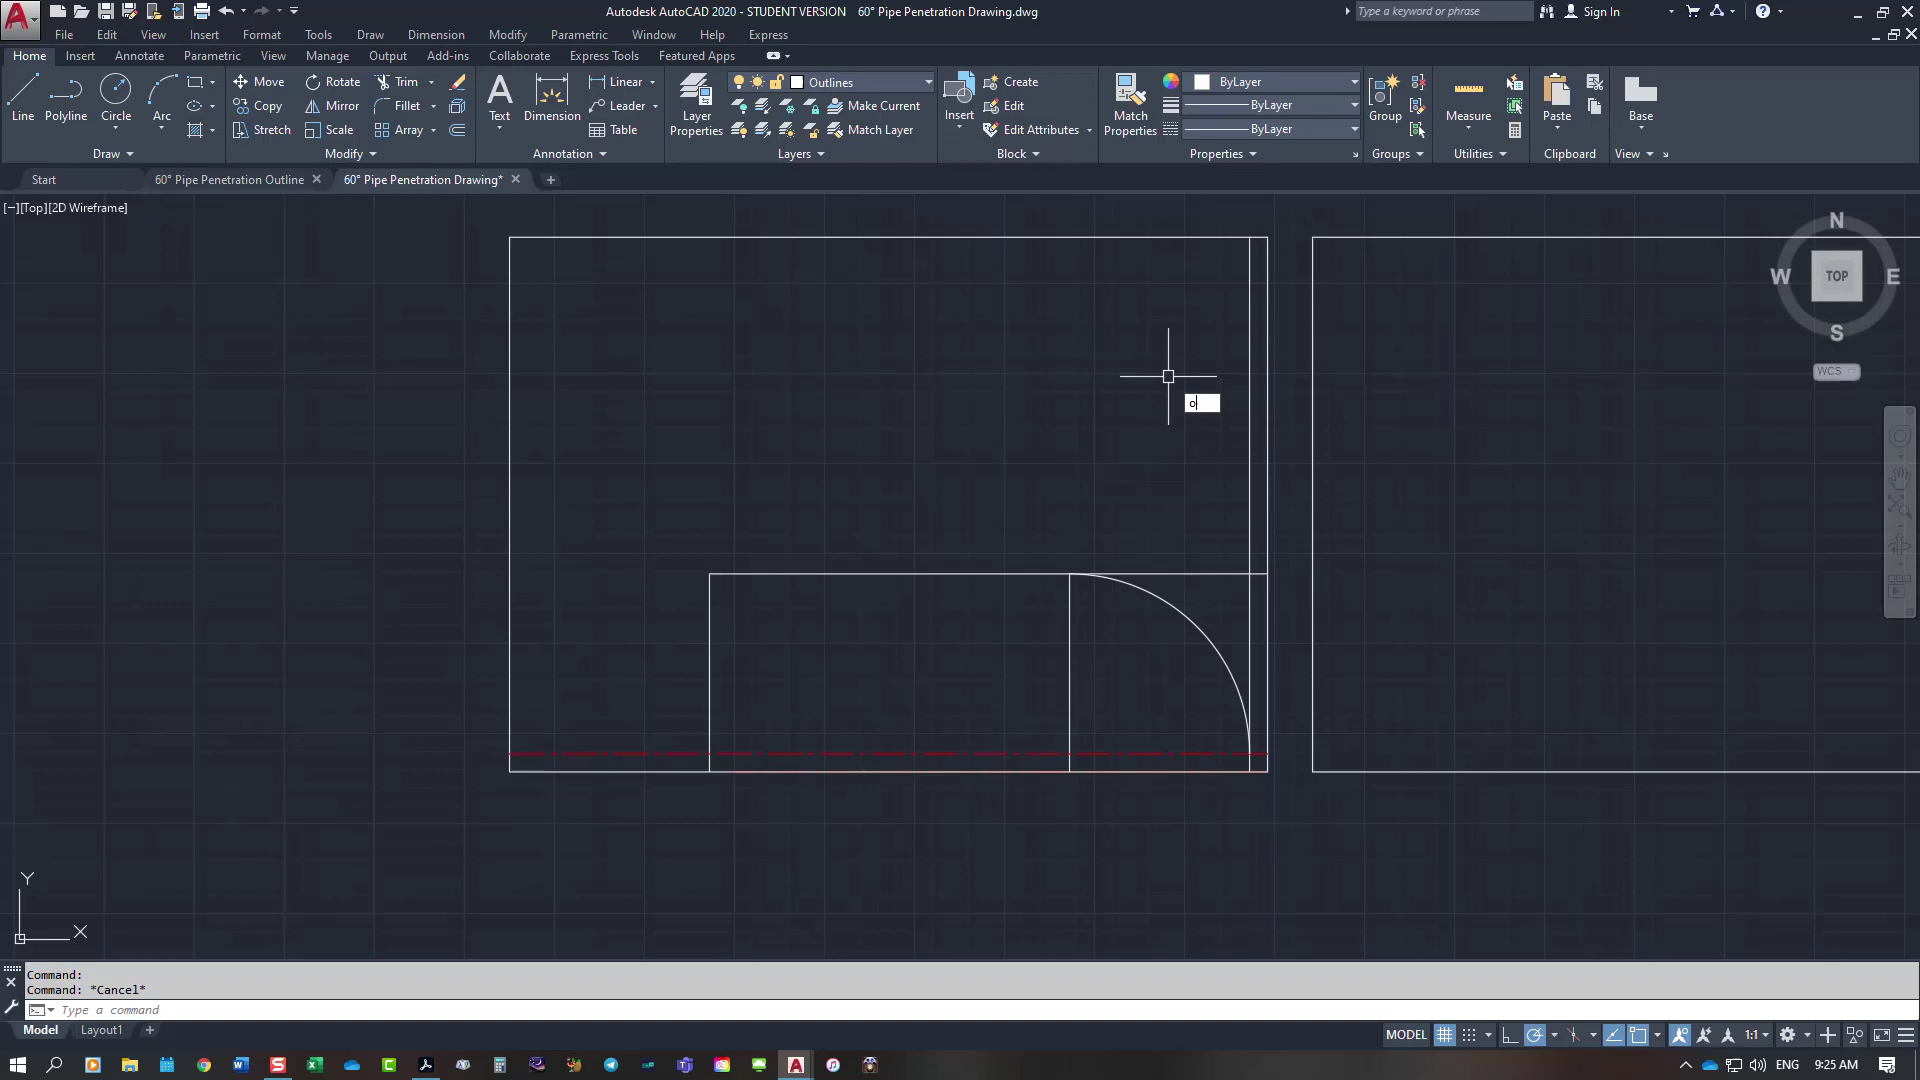 Autodesk AutoCAD 2020 - STUDENT VERSION 60° Pipe Penetration Drawing.dwg
Type a keyword or phrase
Sign In
File Edit View Insert Format Tools Draw Dimension Modify Parametric Window Help Express
Home Insert Annotate Parametric View Manage Output Add-ins Collaborate Express Tools Featured Apps
Line Polyline Circle Arc
Move Rotate Trim
Copy Mirror Fillet
Stretch Scale Array
Text Dimension
Linear
Leader
Table
Layer Properties
Outlines
Make Current
Match Layer
Insert
Create
Edit
Edit Attributes
Match Properties
ByLayer
ByLayer
ByLayer
Group
Measure
Paste
Base
Draw Modify Annotation Layers Block Properties Groups Utilities Clipboard View
Start 60° Pipe Penetration Outline 60° Pipe Penetration Drawing*
[−][Top][2D Wireframe]
N
W TOP E
S
WCS
o
Y
X
Command:
Command: *Cancel*
Type a command
Model Layout1
MODEL 1:1
ENG 9:25 AM